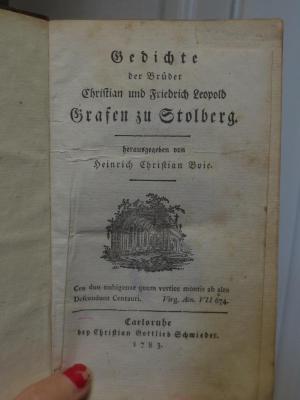 Gedichte
der Brüder
Christian und Friedrich Leopold
Grafen zu Stolberg.
herausgegeben von
Heinrich Christian Boie.
Ceu duo nubigenae quum vertice montis ab alto
Descendunt Centauri. Virg. Aen. VII 674.
Carlsruhe
bey Christian Gottlieb Schmieder.
1783.